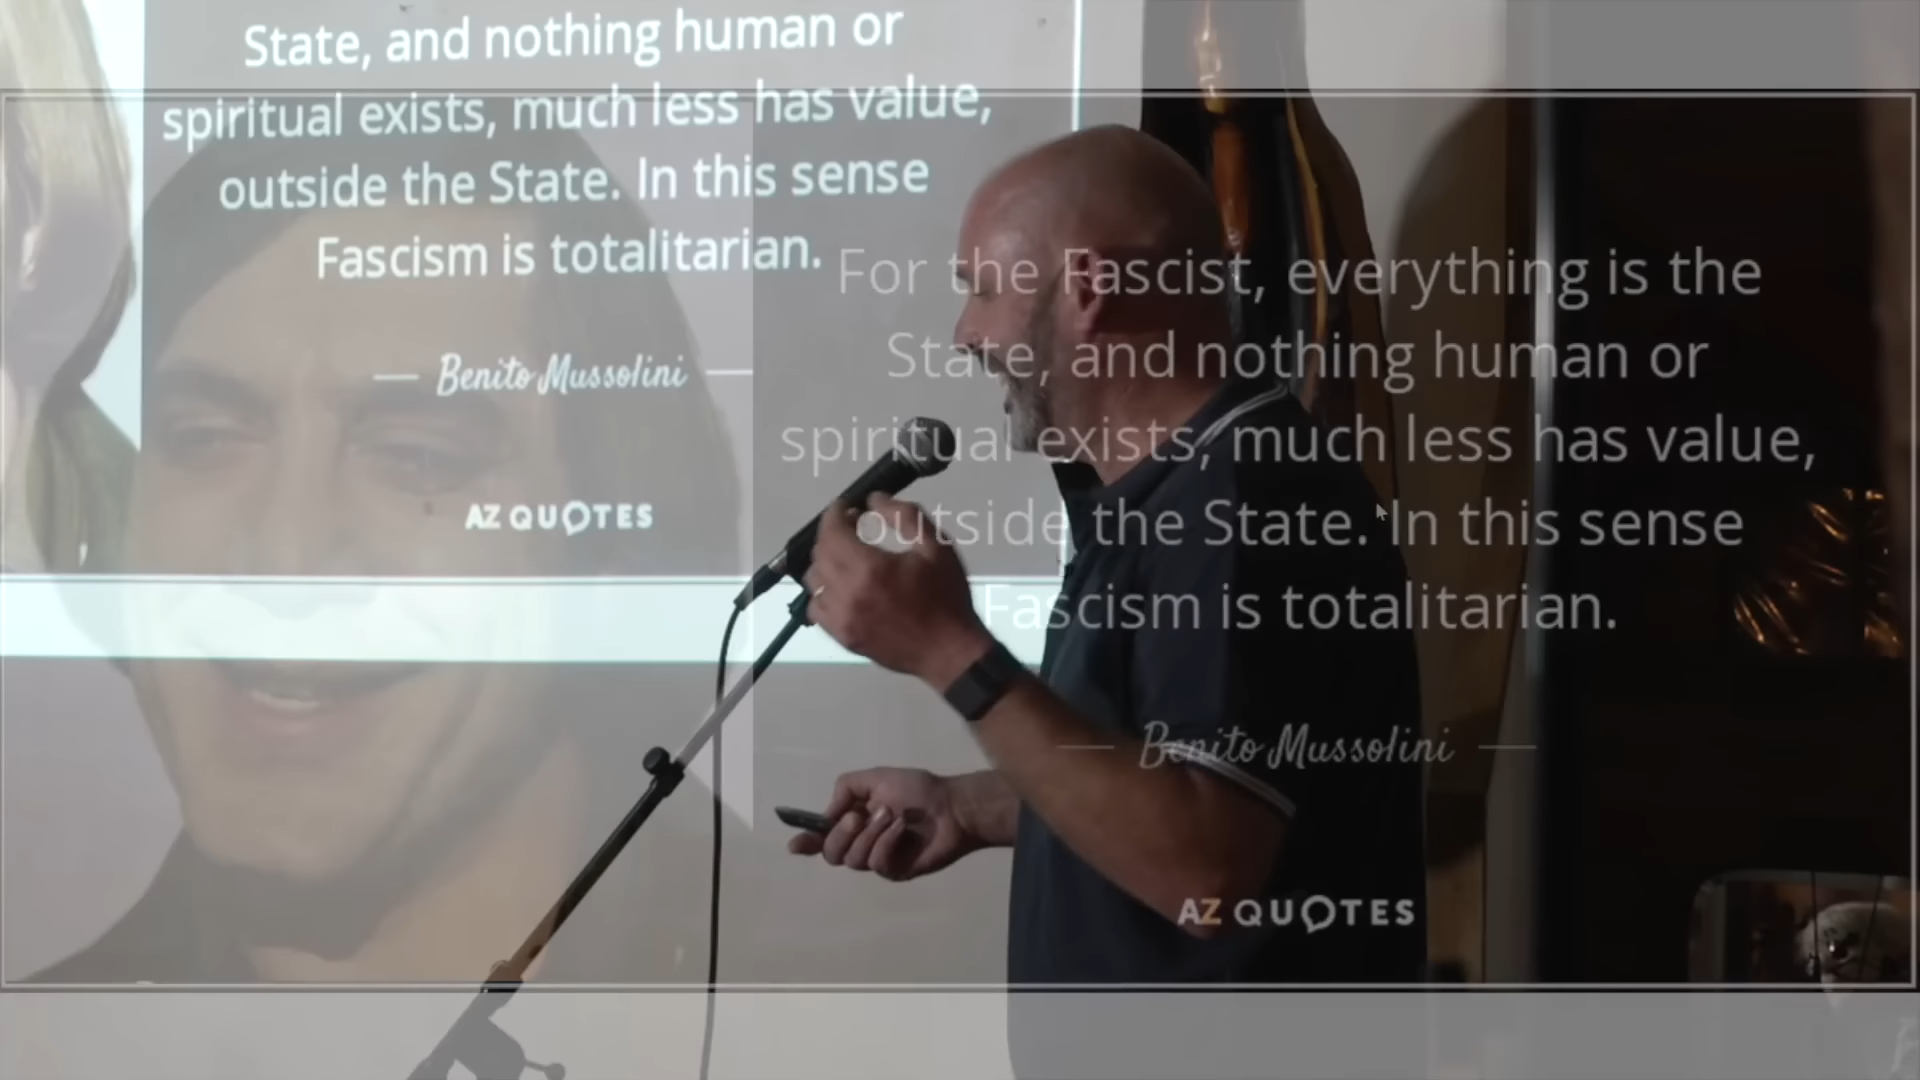 State, and nothing human or
spiritual exists, much less has value,
outside the State. In this sense
Fascism is totalitarian.
Benito Mussolini
AZ QUOTES
For the Fascist, everything is the
State, and nothing human or
spiritual exists, much less has value,
outside the State. In this sense
Fascism is totalitarian.
Benito Mussolini
AZ QUOTES